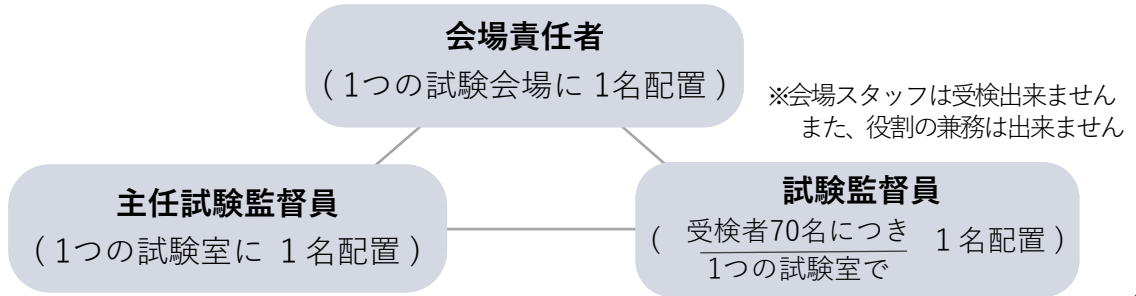 会場責任者
( 1つの試験会場に 1名配置 )
※会場スタッフは受検出来ません
また、役割の兼務は出来ません
主任試験監督員
( 1つの試験室に 1名配置 )
試験監督員
( 受検者70名につき 1名配置 )
1つの試験室で